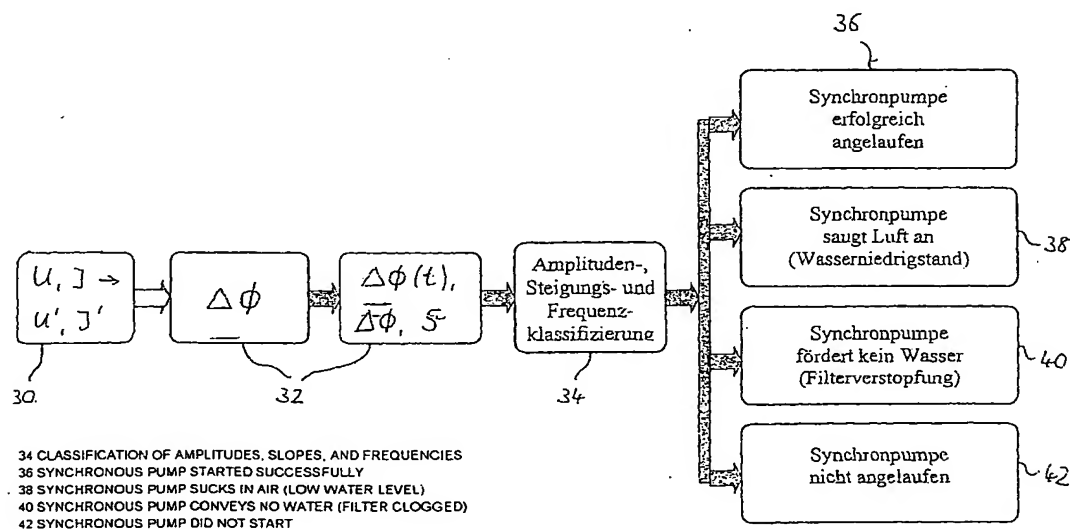 36
Synchronpumpe
erfolgreich
angelaufen
Synchronpumpe
saugt Luft an
(Wasserniedrigstand)
38
U, J →
U', J'
Δϕ
Δϕ(t),
Amplituden-,
Steigungs- und
Frequenz-
klassifizierung
Synchronpumpe
fördert kein Wasser
(Filterverstopfung)
40
30.
32
34
Synchronpumpe
nicht angelaufen
42
34 CLASSIFICATION OF AMPLITUDES, SLOPES, AND FREQUENCIES
36 SYNCHRONOUS PUMP STARTED SUCCESSFULLY
38 SYNCHRONOUS PUMP SUCKS IN AIR (LOW WATER LEVEL)
40 SYNCHRONOUS PUMP CONVEYS NO WATER (FILTER CLOGGED)
42 SYNCHRONOUS PUMP DID NOT START